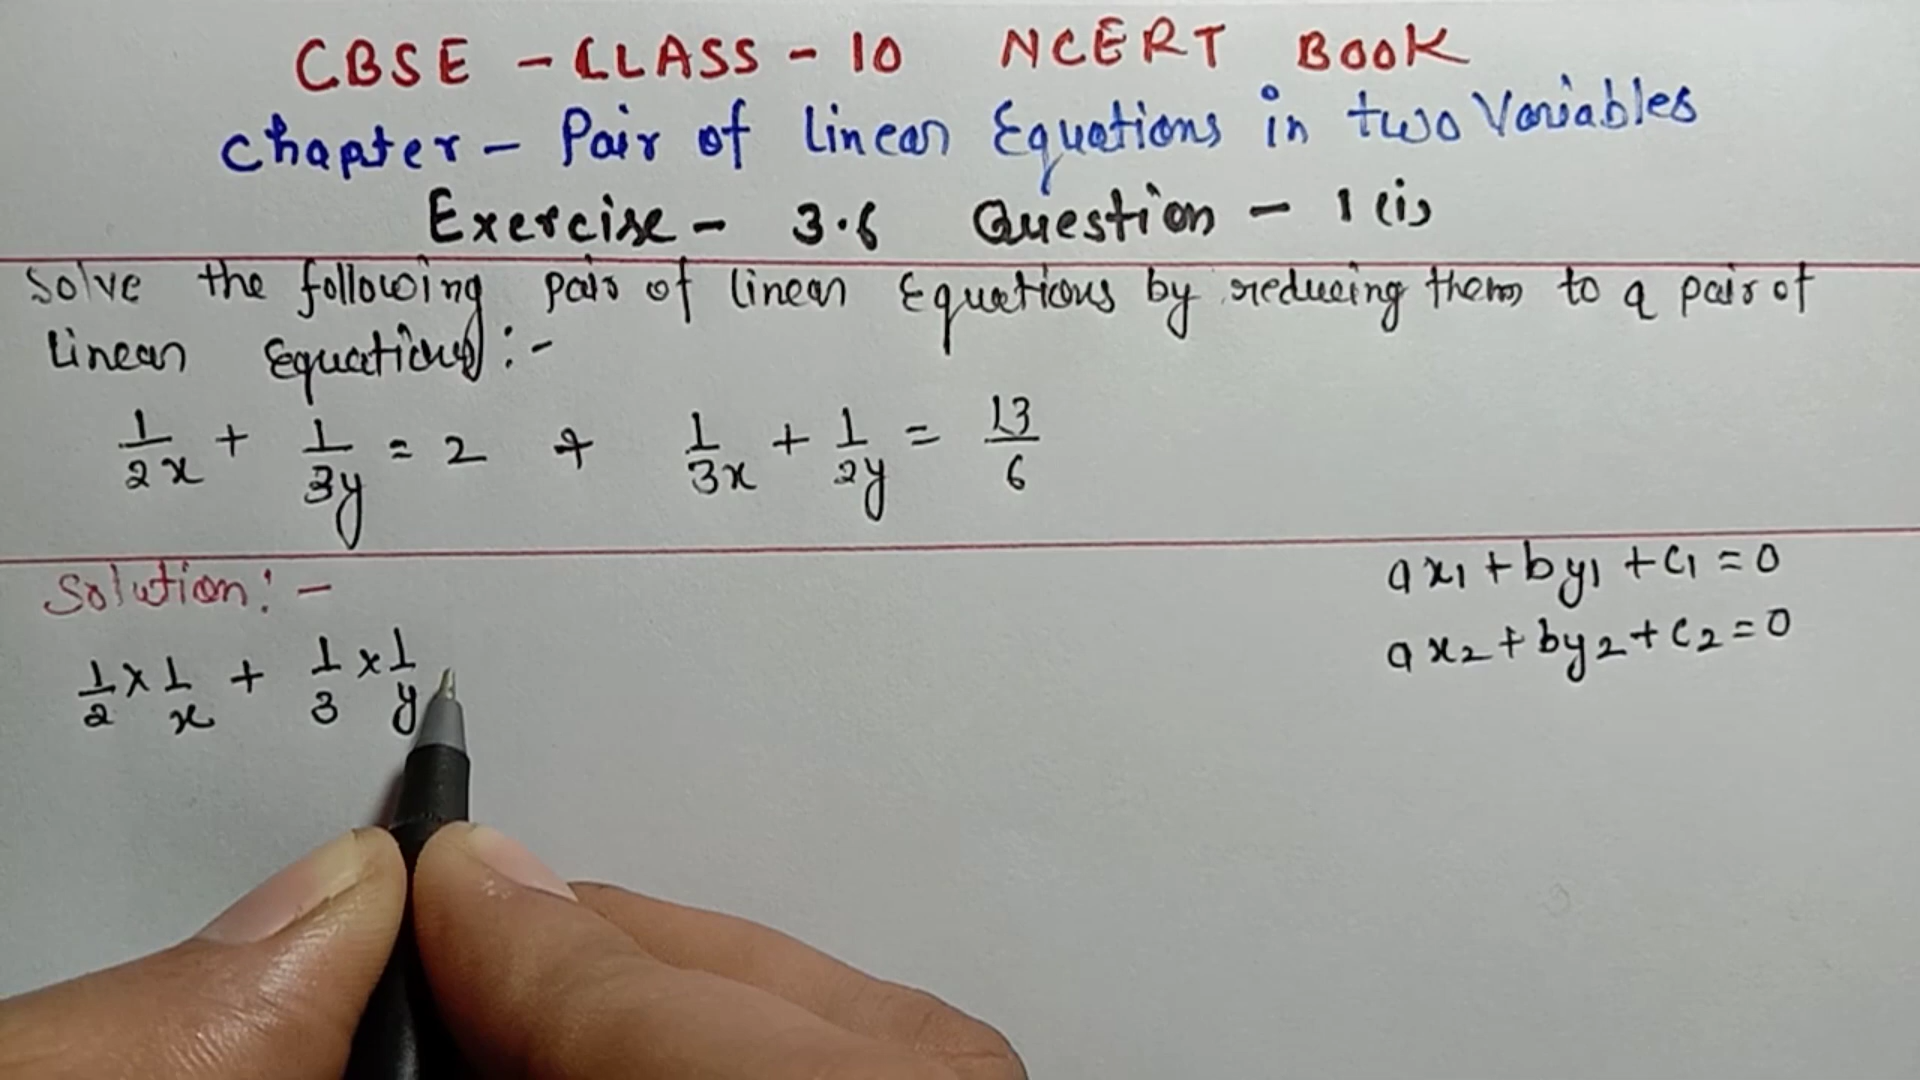 CBSE - CLASS - 10 NCERT BOOK
Chapter - Pair of Linear Equations in two Variables
Exercise - 3.6 Question - 1 (i)
Solve the following pair of linear Equations by reducing them to a pair of
linear Equations :-
1/2x + 1/3y = 2 & 1/3x + 1/2y = 13/6
Solution :-
1/2 × 1/x + 1/3 × 1/y
ax₁ + by₁ + c₁ = 0
ax₂ + by₂ + c₂ = 0